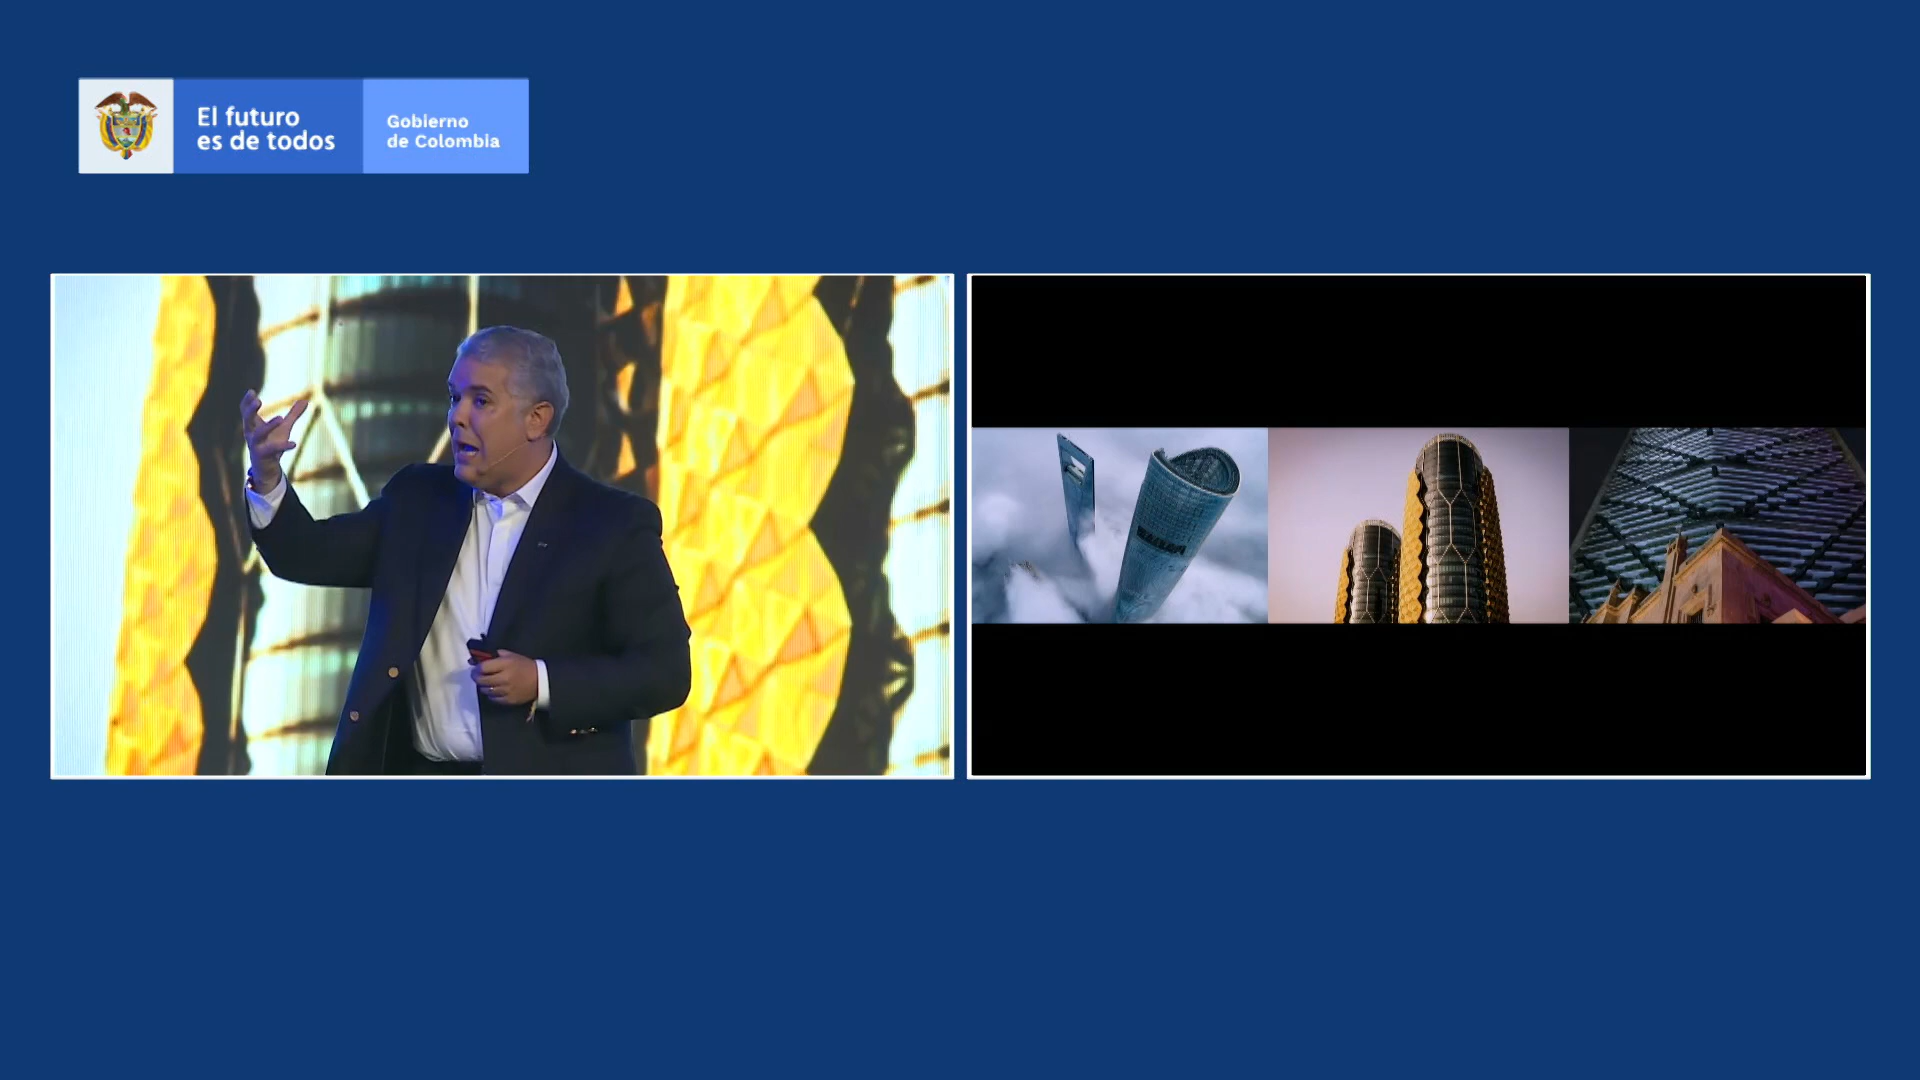 El futuro
es de todos
Gobierno
de Colombia